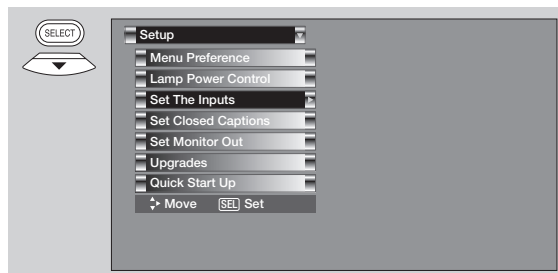 SELECT
Setup
Menu Preference
Lamp Power Control
Set The Inputs
Set Closed Captions
Set Monitor Out
Upgrades
Quick Start Up
Move SEL Set